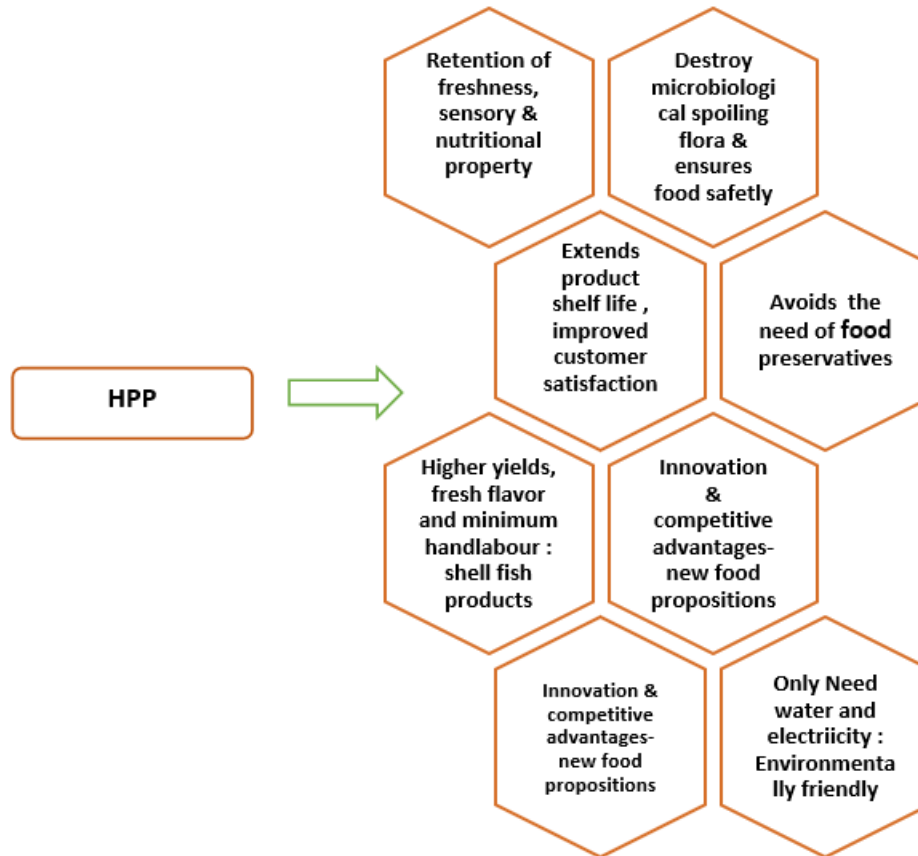 Retention of
freshness,
sensory &
nutritional
property
Destroy
microbiologi
cal spoiling
flora &
ensures
food safetly
Extends
product
shelf life ,
improved
customer
satisfaction
Avoids the
need of food
preservatives
HPP
Higher yields,
fresh flavor
and minimum
handlabour :
shell fish
products
Innovation
&
competitive
advantages-
new food
propositions
Innovation &
competitive
advantages-
new food
propositions
Only Need
water and
electriicity :
Environmenta
lly friendly